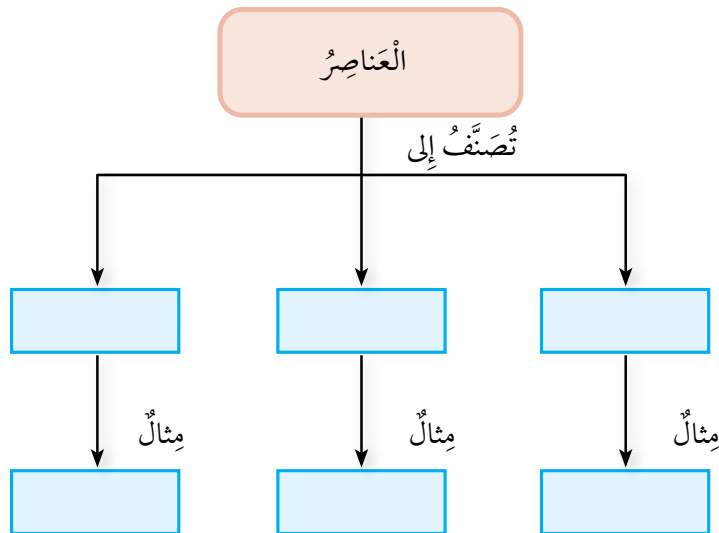 الْعَناصِرُ
تُصَنَّفُ إِلى
مِثالٌ
مِثالٌ
مِثالٌ